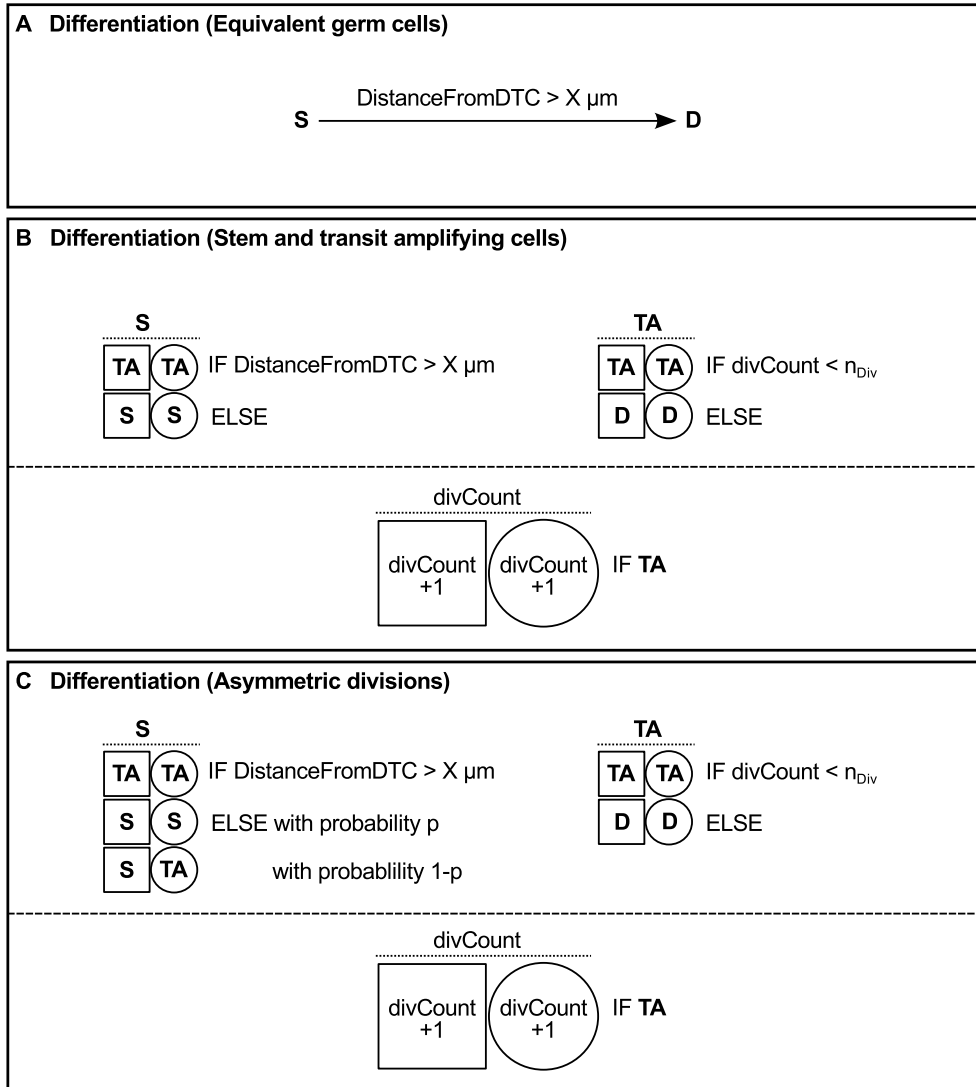 A Differentiation (Equivalent germ cells)
DistanceFromDTC > X µm
S D
B Differentiation (Stem and transit amplifying cells)
S TA
TA TA IF DistanceFromDTC > X µm TA TA IF divCount < nDiv
S S ELSE D D ELSE
divCount
divCount +1 divCount +1 IF TA
C Differentiation (Asymmetric divisions)
S TA
TA TA IF DistanceFromDTC > X µm TA TA IF divCount < nDiv
S S ELSE with probability p D D ELSE
S TA with probablility 1-p
divCount
divCount +1 divCount +1 IF TA